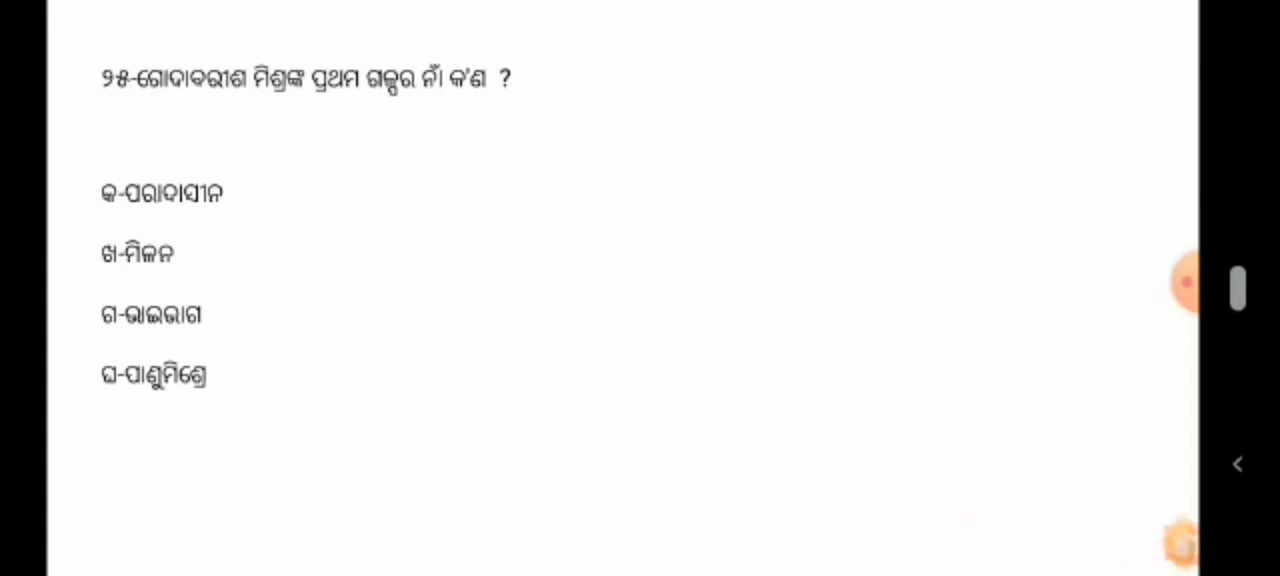 ୨୫-ଗୋଦାବରୀଶ ମିଶ୍ରଙ୍କ ପ୍ରଥମ ଗଳ୍ପର ନାଁ କ'ଣ ?
କ-ପରାଦାସୀନ
ଖ-ମିଳନ
ଗ-ଭାଇଭାଗ
ଘ-ପାଣୁମିଶ୍ରେ